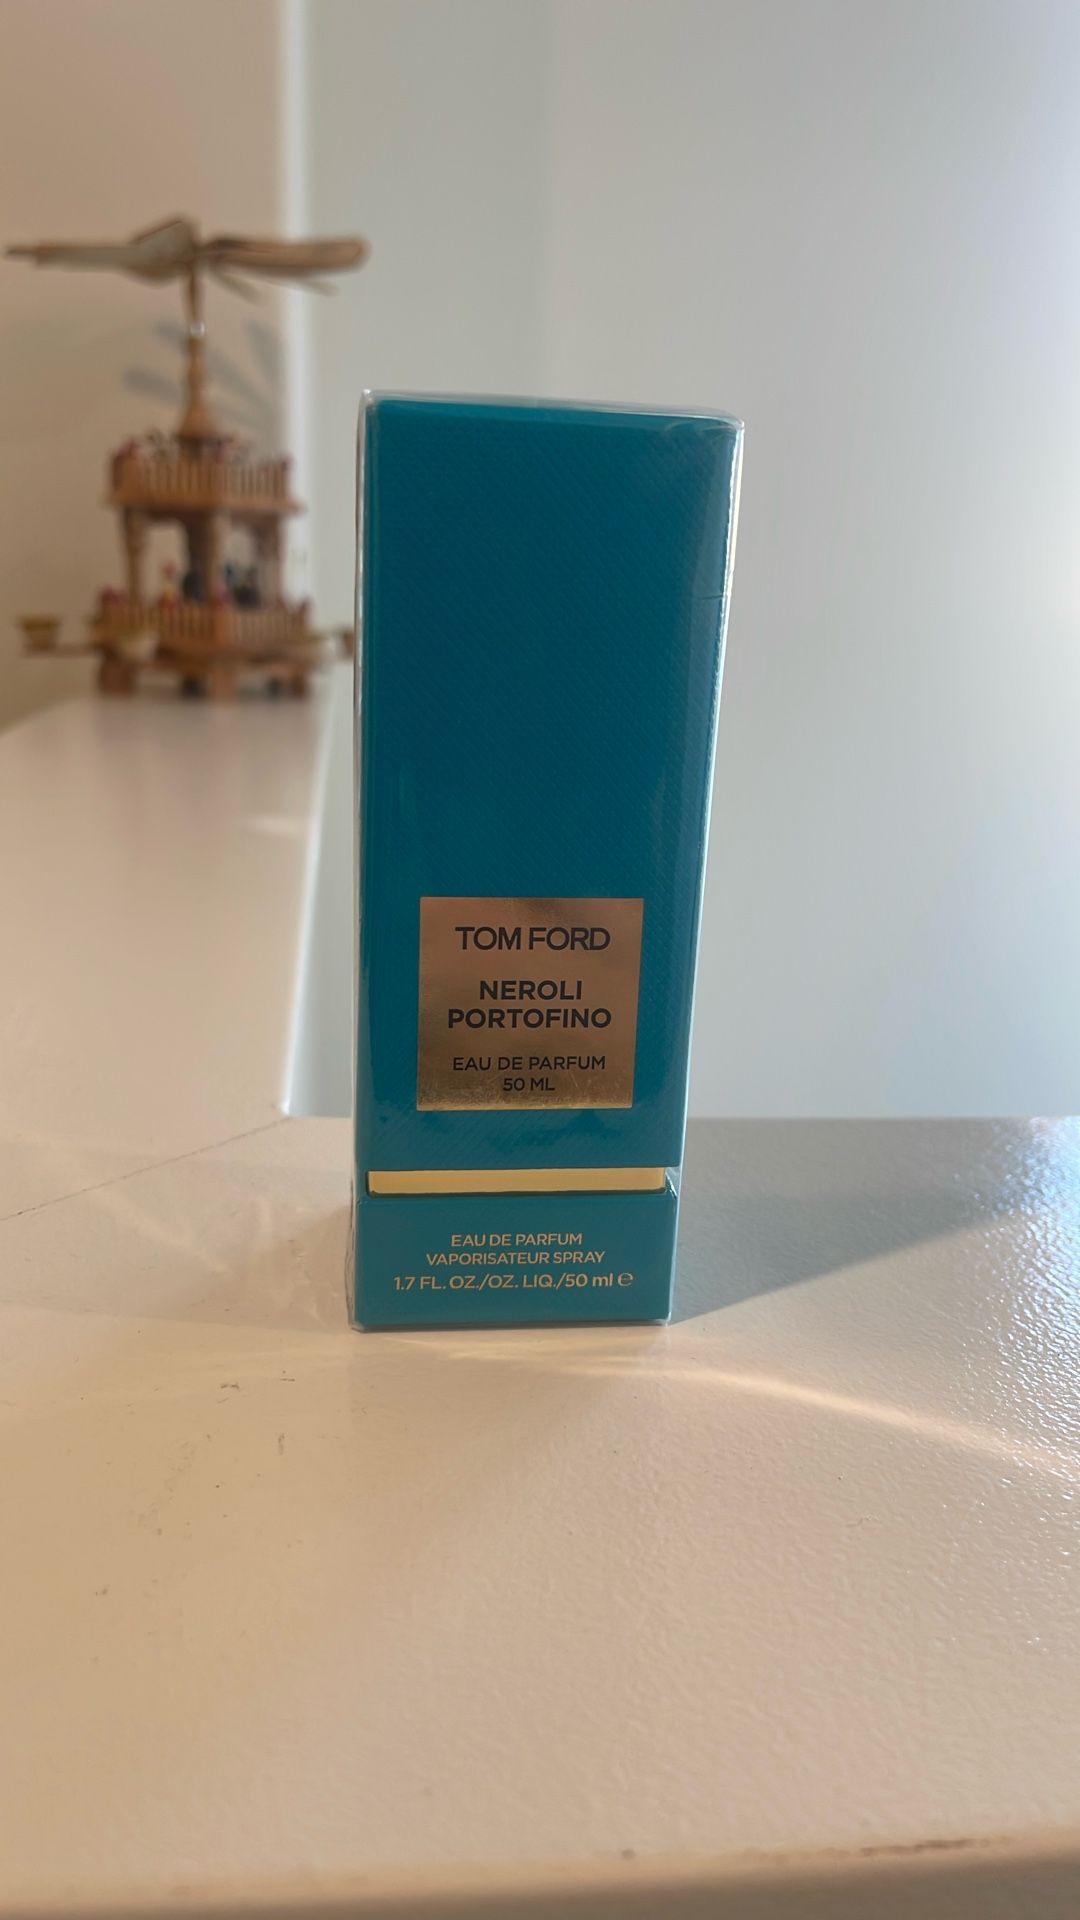 TOM FORD
NEROLI
PORTOFINO
EAU DE PARFUM
50 ML
EAU DE PARFUM
VAPORISATEUR SPRAY
1.7 FL. OZ./OZ. LIQ./50 ml ℮